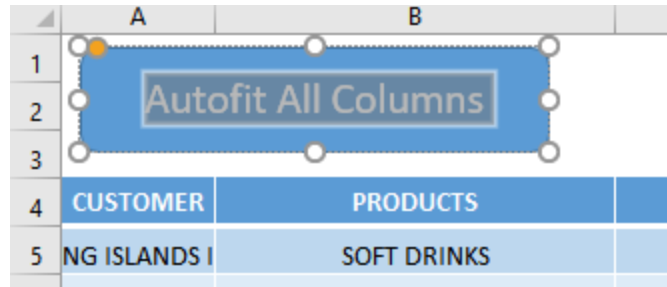 A B
1
Autofit All Columns
2
3
4 CUSTOMER PRODUCTS
5 NG ISLANDS I SOFT DRINKS